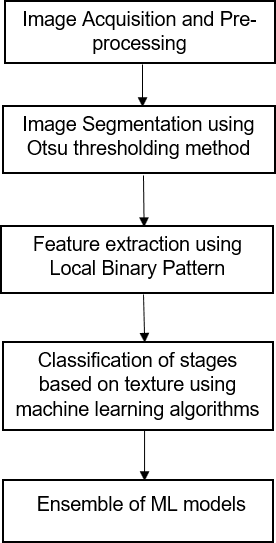 Image Acquisition and Pre-
processing
Image Segmentation using
Otsu thresholding method
Feature extraction using
Local Binary Pattern
Classification of stages
based on texture using
machine learning algorithms
Ensemble of ML models